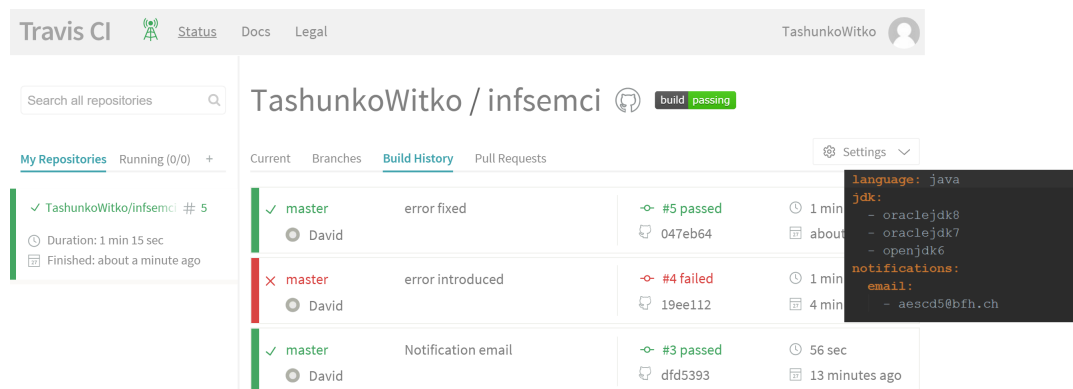 Travis CI Status Docs Legal TashunkoWitko
Search all repositories
TashunkoWitko / infsemci build passing
My Repositories Running (0/0) +
Current Branches Build History Pull Requests
Settings
TashunkoWitko/infsemci # 5
Duration: 1 min 15 sec
Finished: about a minute ago
master error fixed #5 passed 1 min
David 047eb64 about
master error introduced #4 failed 1 min
David 19ee112 4 min
master Notification email #3 passed 56 sec
David dfd5393 13 minutes ago
language: java
jdk:
- oraclejdk8
- oraclejdk7
- openjdk6
notifications:
email:
- aescd5@bfh.ch